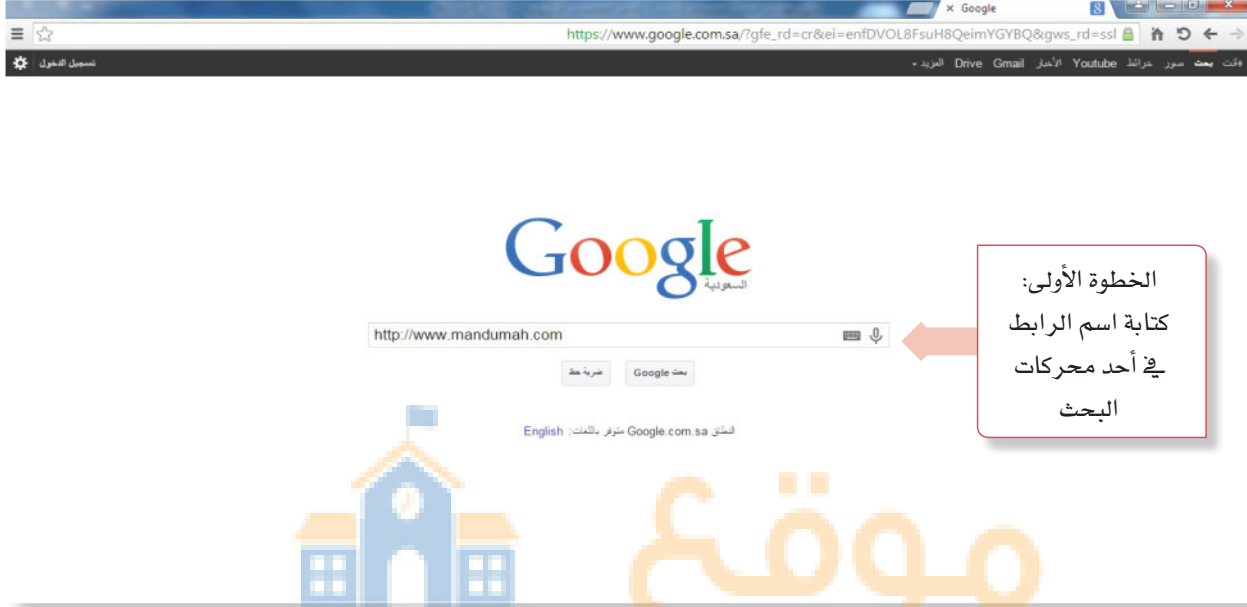 Google
https://www.google.com.sa/?gfe_rd=cr&ei=enfDVOL8FsuH8QeimYGYBQ&gws_rd=ssl
+أنت بحث صور خرائط Youtube الأخبار Gmail Drive المزيد
تسجيل الدخول
Google
السعودية
http://www.mandumah.com
بحث Google
ضربة حظ
النطاق Google.com.sa متوفر باللغات: English
الخطوة الأولى:
كتابة اسم الرابط
في أحد محركات
البحث
موقع